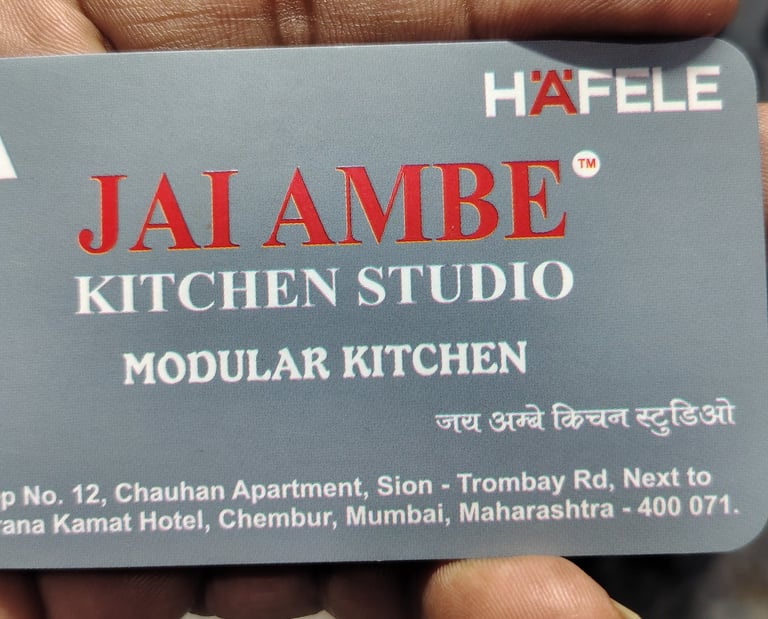 HÄFELE
JAI AMBE™
KITCHEN STUDIO
MODULAR KITCHEN
जय अम्बे किचन स्टुडिओ
p No. 12, Chauhan Apartment, Sion - Trombay Rd, Next to
ana Kamat Hotel, Chembur, Mumbai, Maharashtra - 400 071.